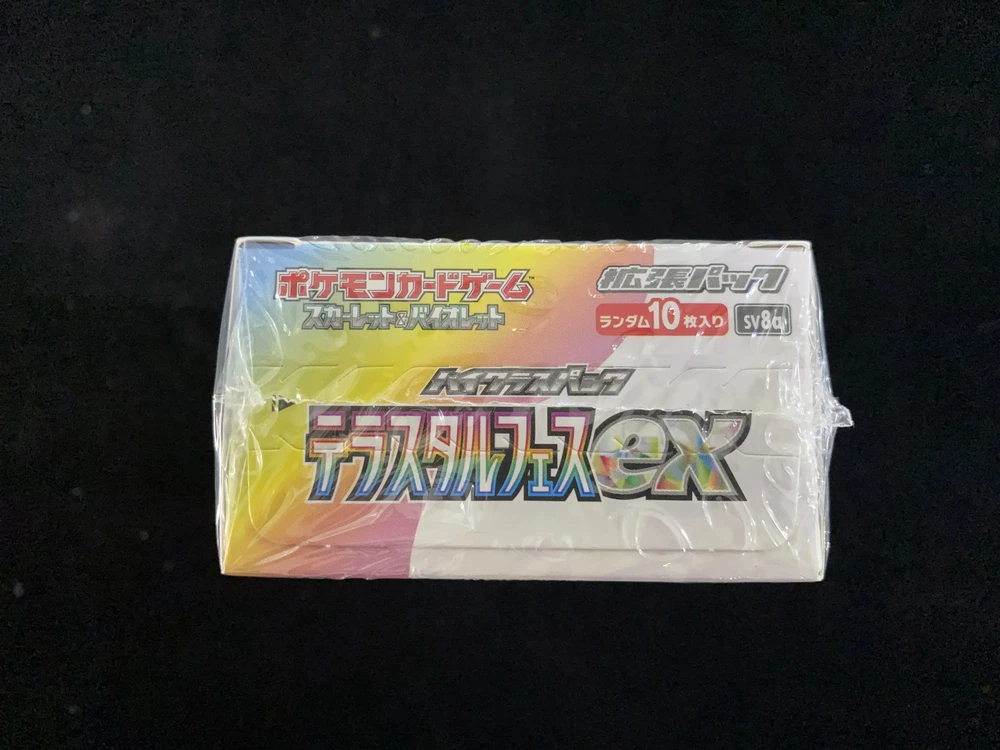 ポケモンカードゲーム™
スカーレット&バイオレット
拡張パック
ランダム10枚入り SV8a
ハイクラスパック
テラスタルフェスex